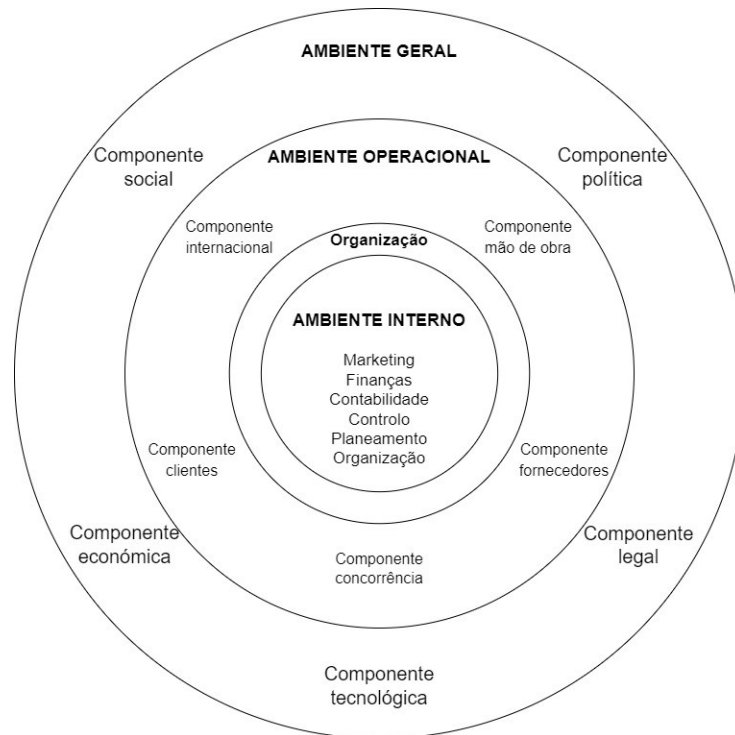 AMBIENTE GERAL
Componente
social
Componente
política
AMBIENTE OPERACIONAL
Componente
internacional
Componente
mão de obra
Organização
AMBIENTE INTERNO
Marketing
Finanças
Contabilidade
Controlo
Planeamento
Organização
Componente
clientes
Componente
fornecedores
Componente
económica
Componente
legal
Componente
concorrência
Componente
tecnológica